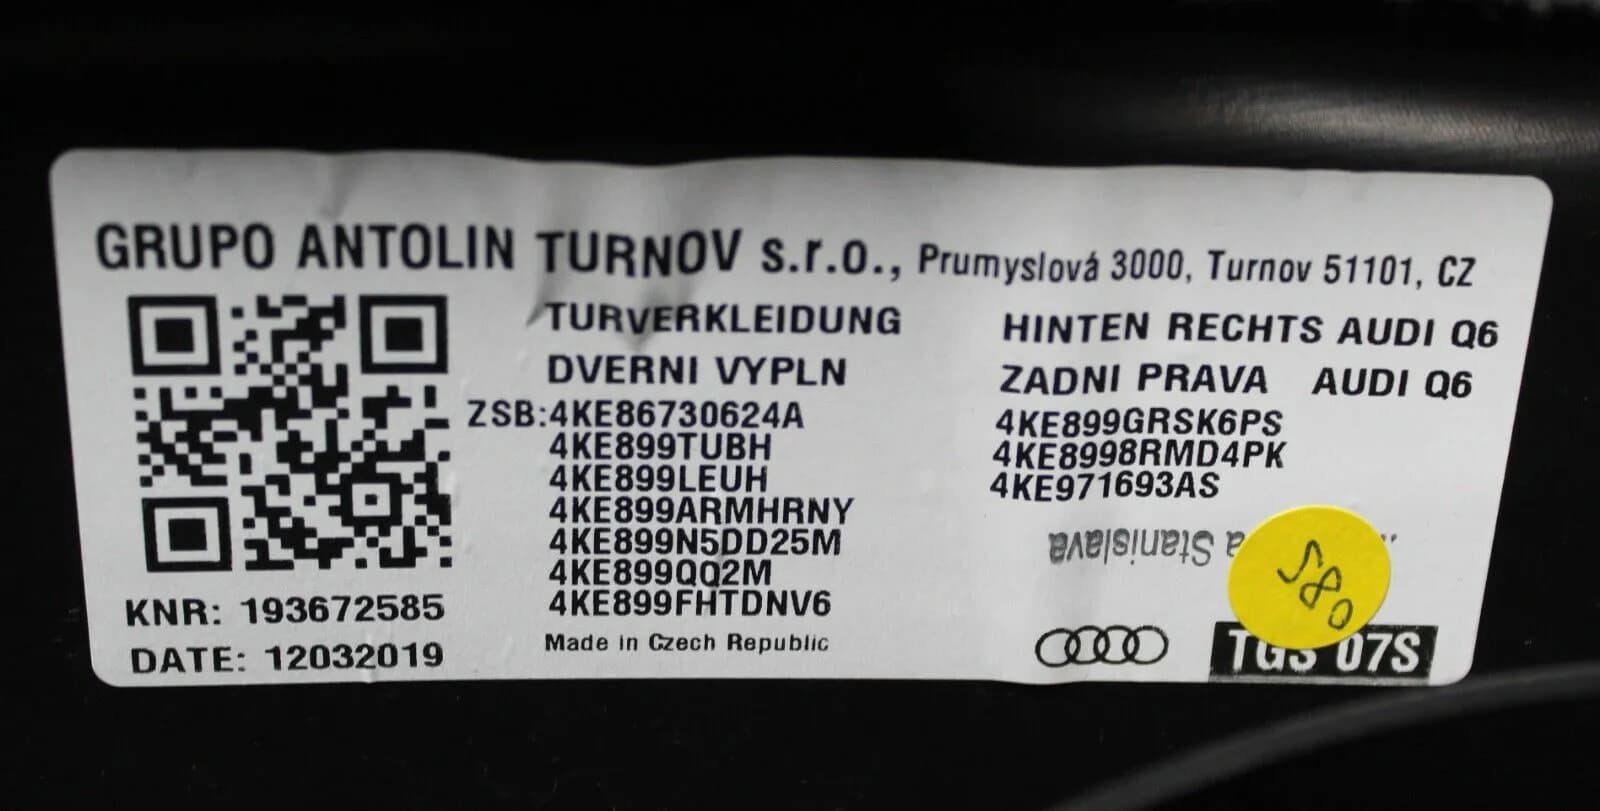 GRUPO ANTOLIN TURNOV s.r.o., Prumyslová 3000, Turnov 51101, CZ
TURVERKLEIDUNG HINTEN RECHTS AUDI Q6
DVERNI VYPLN ZADNI PRAVA AUDI Q6
ZSB:4KE86730624A 4KE899GRSK6PS
4KE899TUBH 4KE8998RMD4PK
4KE899LEUH 4KE971693AS
4KE899ARMHRNY
4KE899N5DD25M
4KE899QQ2M
4KE899FHTDNV6
Made in Czech Republic
KNR: 193672585
DATE: 12032019
Stanislava
085
TGS 07S